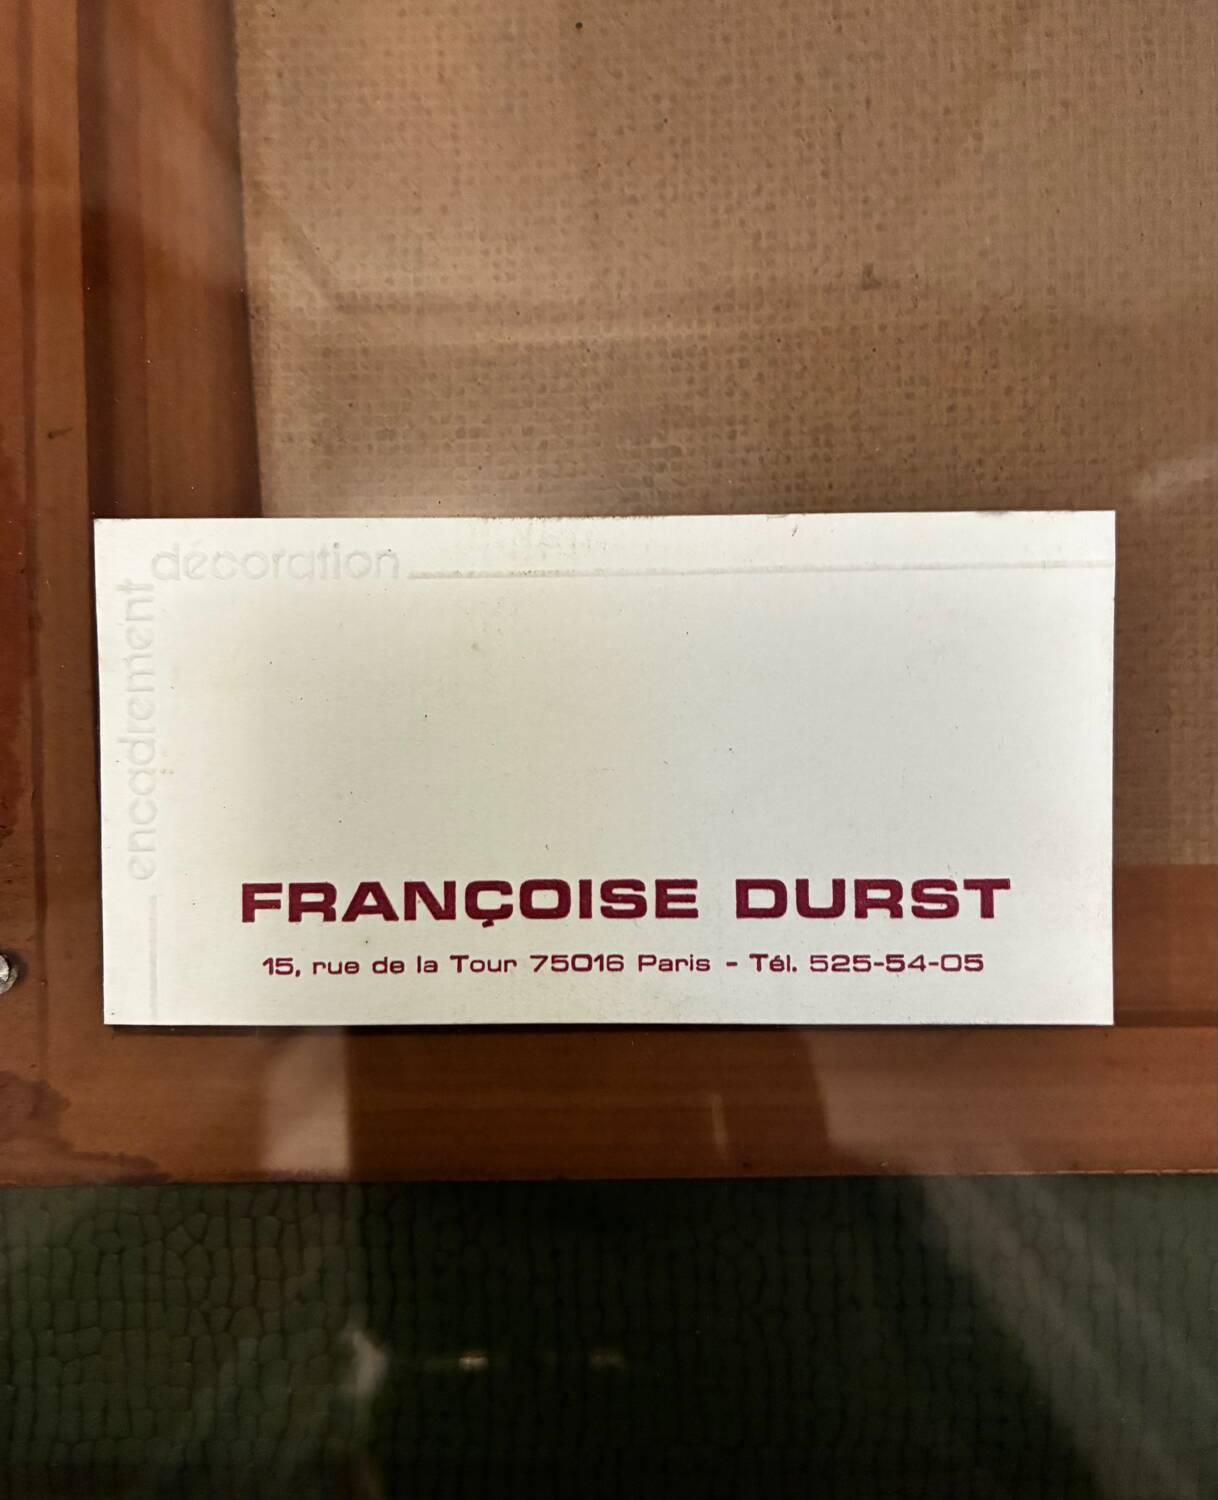 décoration
encadrement
FRANÇOISE DURST
15, rue de la Tour 75016 Paris - Tél. 525-54-05